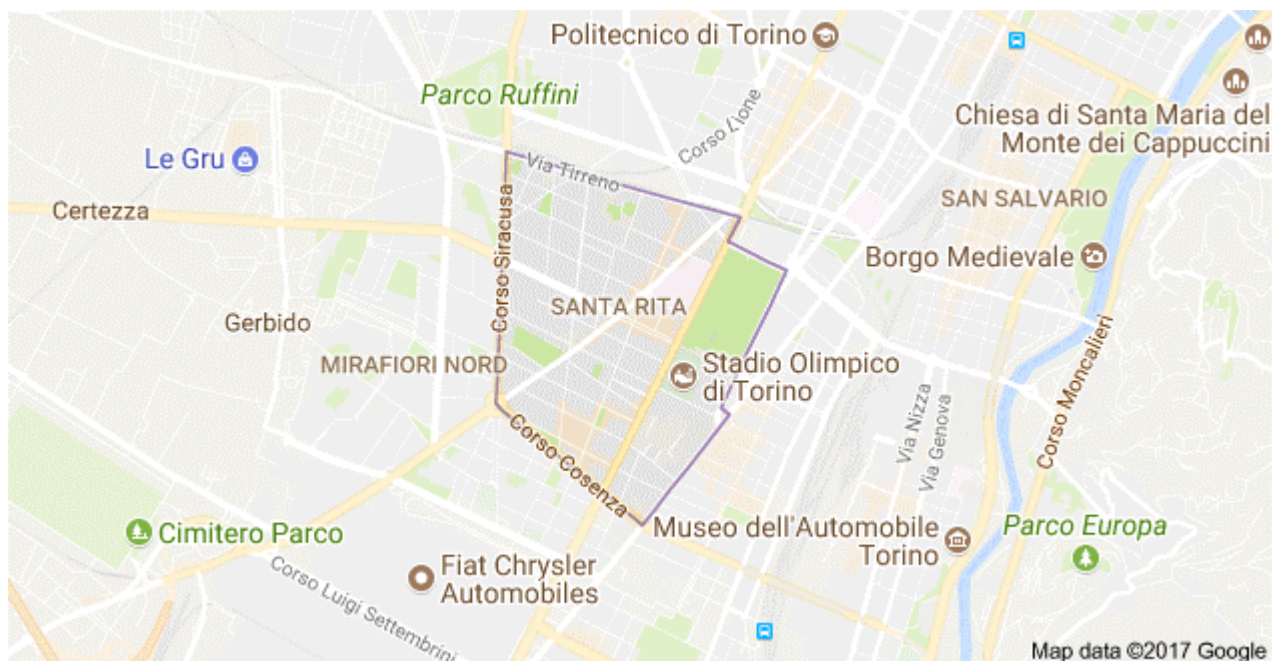 Politecnico di Torino
Parco Ruffini
Chiesa di Santa Maria del
Monte dei Cappuccini
Le Gru
Via Tirreno
Certezza
SAN SALVARIO
Corso Siracusa
Borgo Medievale
SANTA RITA
Gerbido
MIRAFIORI NORD
Stadio Olimpico
di Torino
Corso Moncalieri
Via Nizza
Via Genova
Corso Cosenza
Cimitero Parco
Museo dell'Automobile
Torino
Parco Europa
Fiat Chrysler
Automobiles
Corso Luigi Settembrini
Map data ©2017 Google